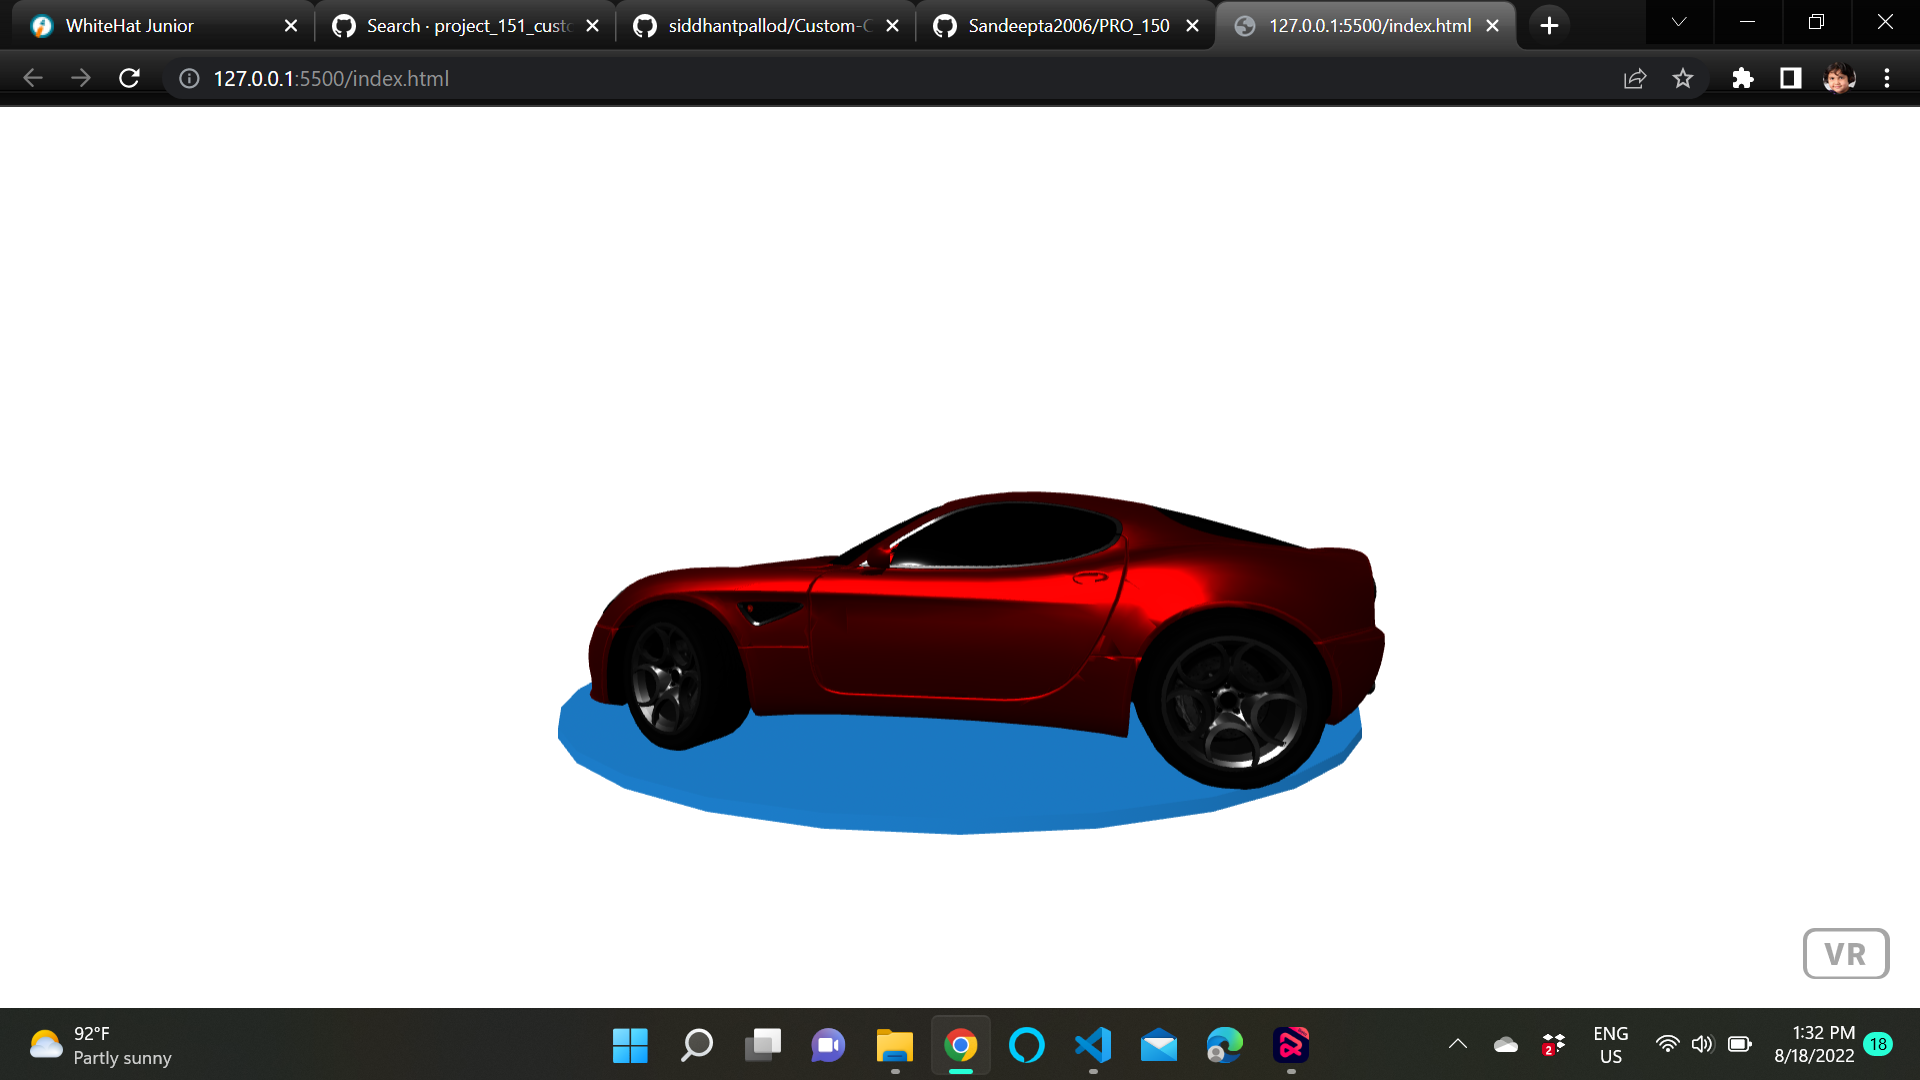 WhiteHat Junior
Search · project_151_custo
siddhantpallod/Custom-C
Sandeepta2006/PRO_150
127.0.0.1:5500/index.html
127.0.0.1:5500/index.html
VR
92°F
Partly sunny
2
ENG
US
1:32 PM
8/18/2022
18